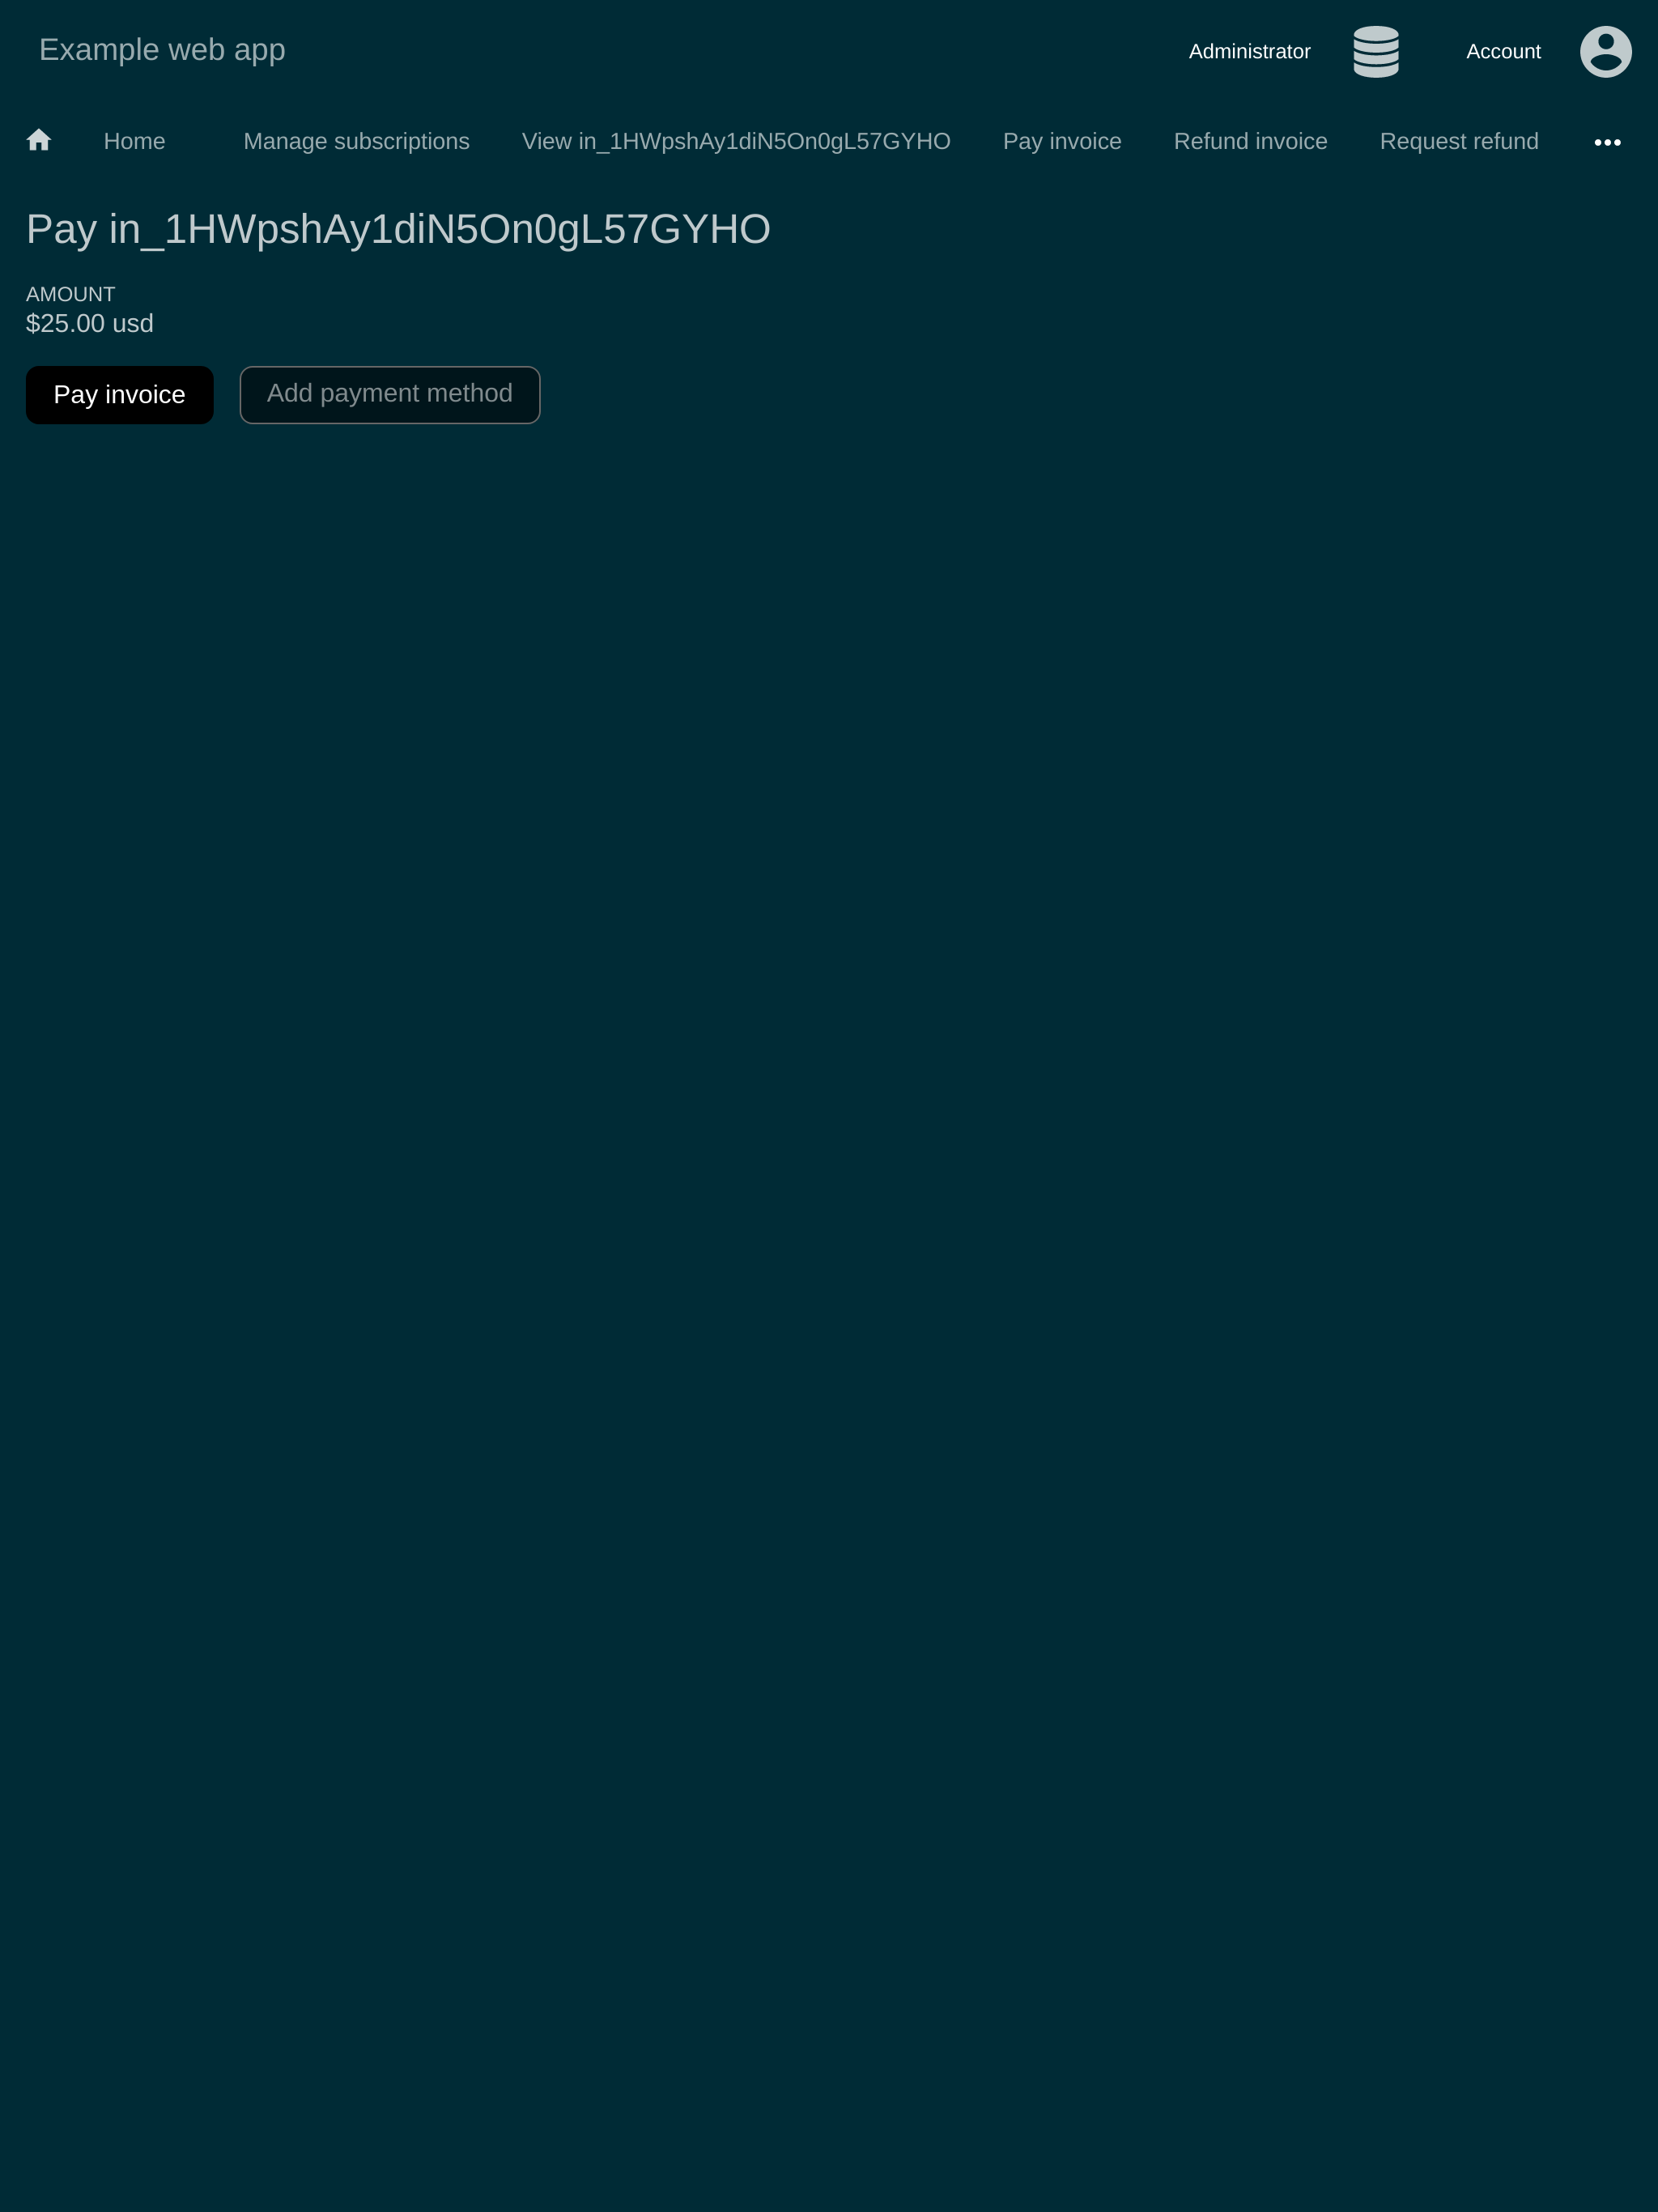 Example web app
Administrator
Account
Home
Manage subscriptions
View in_1HWpshAy1diN5On0gL57GYHO
Pay invoice
Refund invoice
Request refund
Pay in_1HWpshAy1diN5On0gL57GYHO
AMOUNT
$25.00 usd
Pay invoice
Add payment method